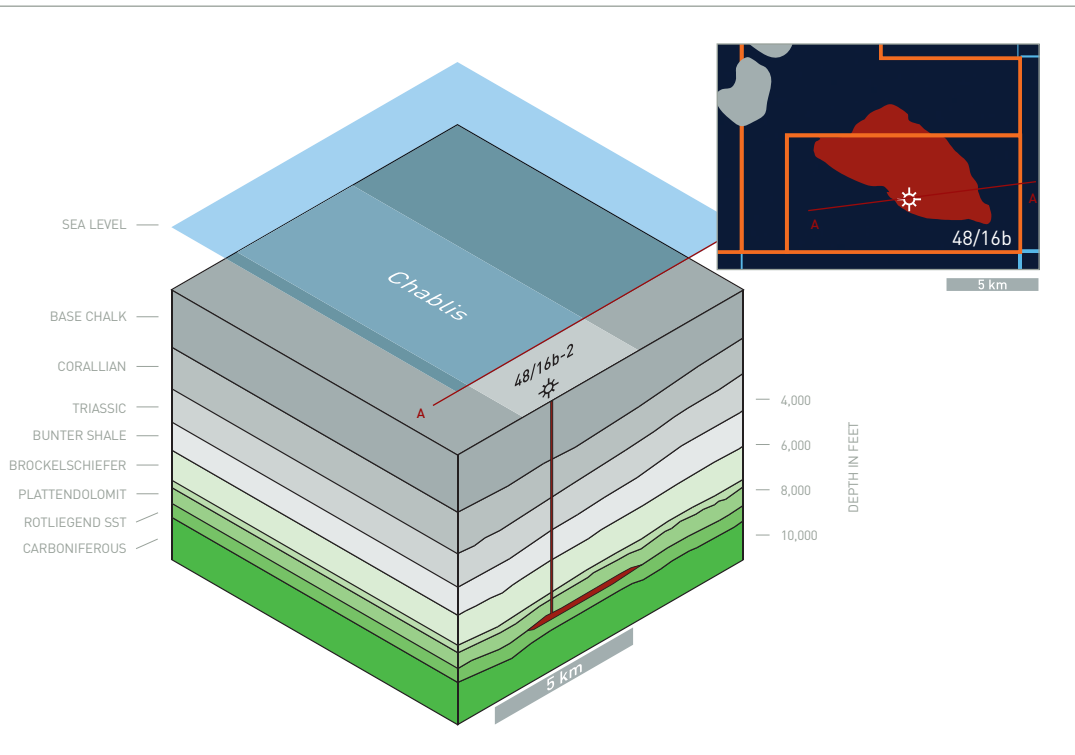 SEA LEVEL
BASE CHALK
CORALLIAN
TRIASSIC
BUNTER SHALE
BROCKELSCHIEFER
PLATTENDOLOMIT
ROTLIEGEND SST
CARBONIFEROUS
Chablis
48/16b-2
A
5 km
4,000
6,000
8,000
10,000
DEPTH IN FEET
A
A
48/16b
5 km